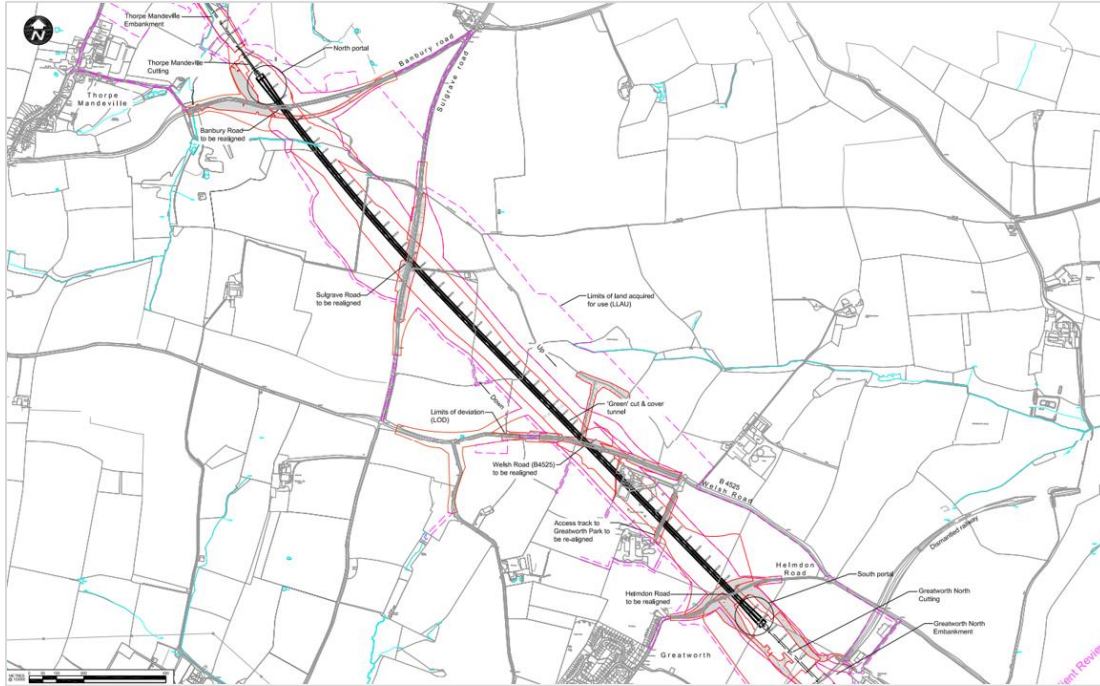 Thorpe Mandeville
Embankment
N
North portal
Thorpe Mandeville
Cutting
Banbury road
Thorpe
Mandeville
Sulgrave road
Banbury Road
to be realigned
Sulgrave Road
to be realigned
Limits of land acquired
for use (LLAU)
Up
Down
'Green' cut & cover
tunnel
Limits of deviation
(LOD)
Welsh Road (B4525)
to be realigned
B 4525
Welsh Road
Access track to
Greatworth Park to
be re-aligned
Dismantled railway
Helmdon
Road
South portal
Helmdon Road
to be realigned
Greatworth North
Cutting
Greatworth North
Embankment
Greatworth
METRES